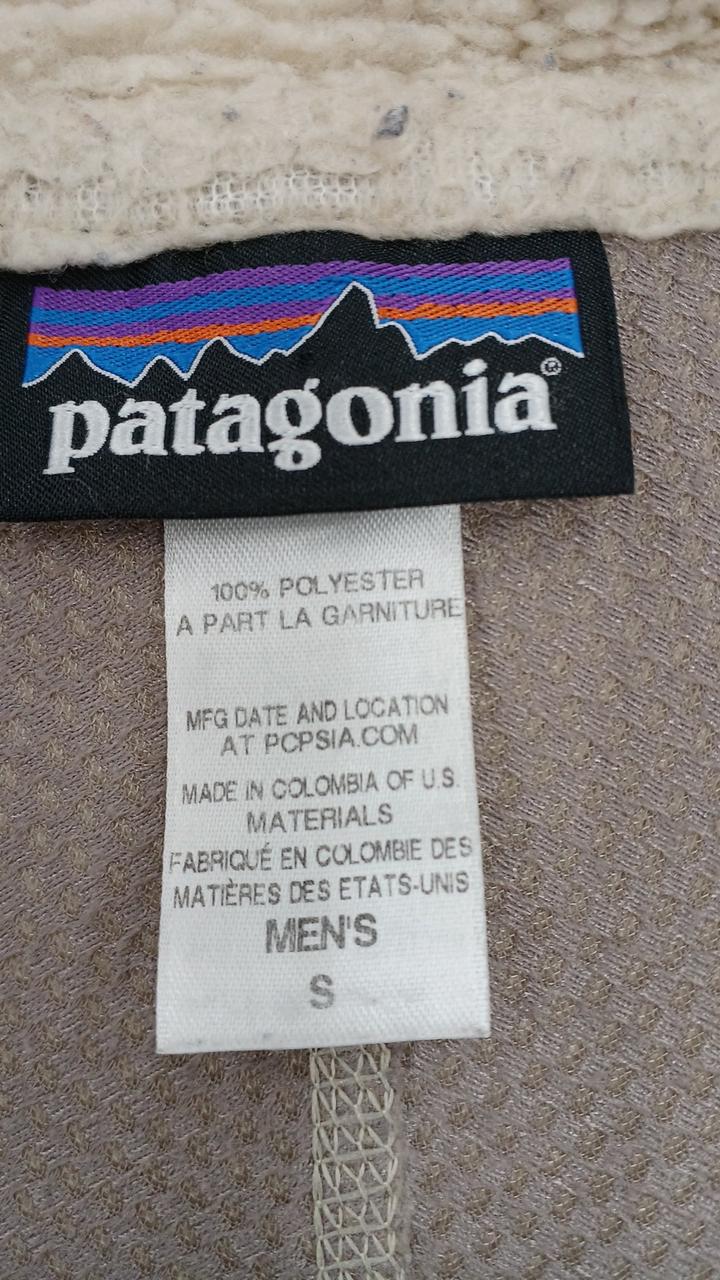 patagonia®
100% POLYESTER
A PART LA GARNITURE
MFG DATE AND LOCATION
AT PCPSIA.COM
MADE IN COLOMBIA OF U.S.
MATERIALS
FABRIQUÉ EN COLOMBIE DES
MATIÈRES DES ETATS-UNIS
MEN'S
S